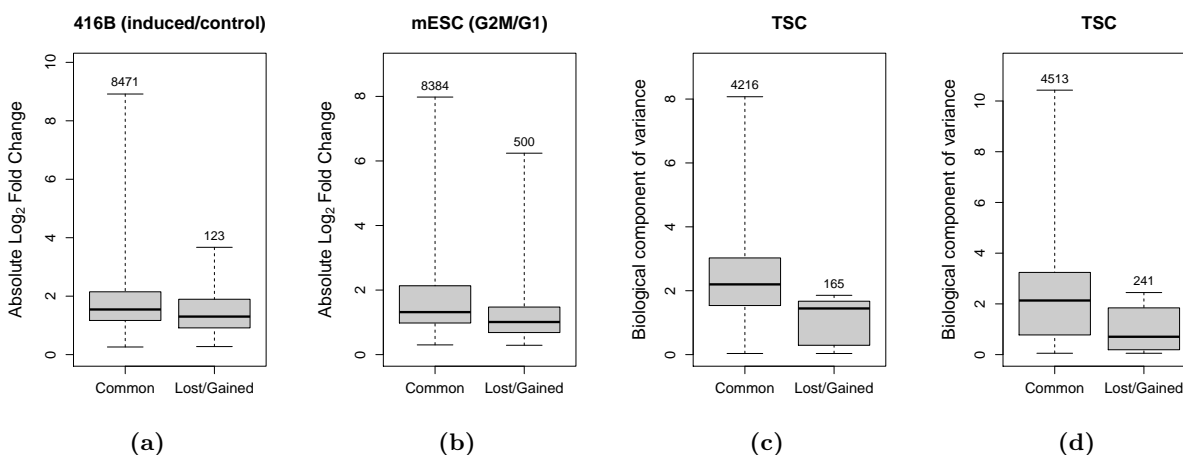 416B (induced/control)
Absolute Log₂ Fold Change
10
8
6
4
2
0
8471
123
Common
Lost/Gained
(a)
mESC (G2M/G1)
Absolute Log₂ Fold Change
8
6
4
2
0
8384
500
Common
Lost/Gained
(b)
TSC
Biological component of variance
8
6
4
2
0
4216
165
Common
Lost/Gained
(c)
TSC
Biological component of variance
10
8
6
4
2
0
4513
241
Common
Lost/Gained
(d)